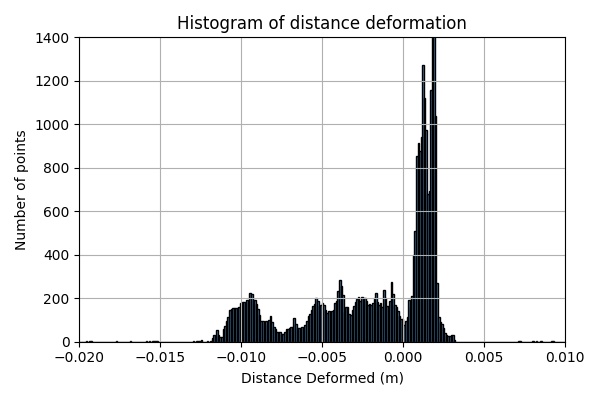 Histogram of distance deformation
1400
1200
1000
800
600
400
200
0
Number of points
−0.020 −0.015 −0.010 −0.005 0.000 0.005 0.010
Distance Deformed (m)